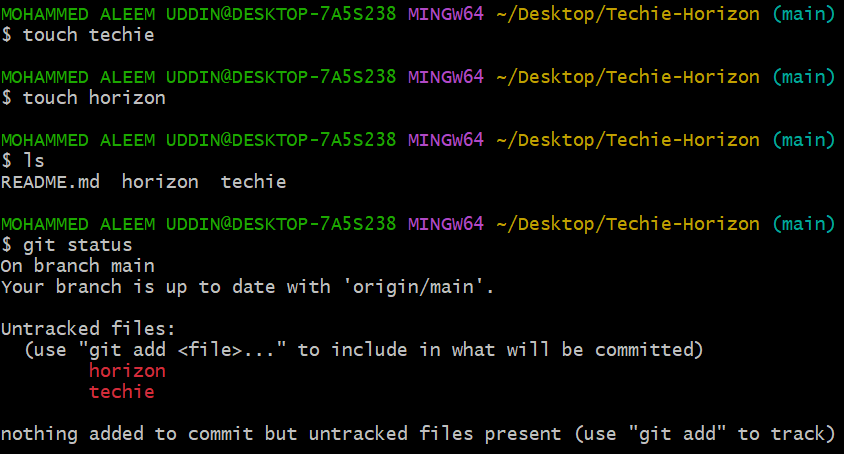 MOHAMMED ALEEM UDDIN@DESKTOP-7A5S238 MINGW64 ~/Desktop/Techie-Horizon (main)
$ touch techie
MOHAMMED ALEEM UDDIN@DESKTOP-7A5S238 MINGW64 ~/Desktop/Techie-Horizon (main)
$ touch horizon
MOHAMMED ALEEM UDDIN@DESKTOP-7A5S238 MINGW64 ~/Desktop/Techie-Horizon (main)
$ ls
README.md  horizon  techie
MOHAMMED ALEEM UDDIN@DESKTOP-7A5S238 MINGW64 ~/Desktop/Techie-Horizon (main)
$ git status
On branch main
Your branch is up to date with 'origin/main'.
Untracked files:
  (use "git add <file>..." to include in what will be committed)
        horizon
        techie
nothing added to commit but untracked files present (use "git add" to track)